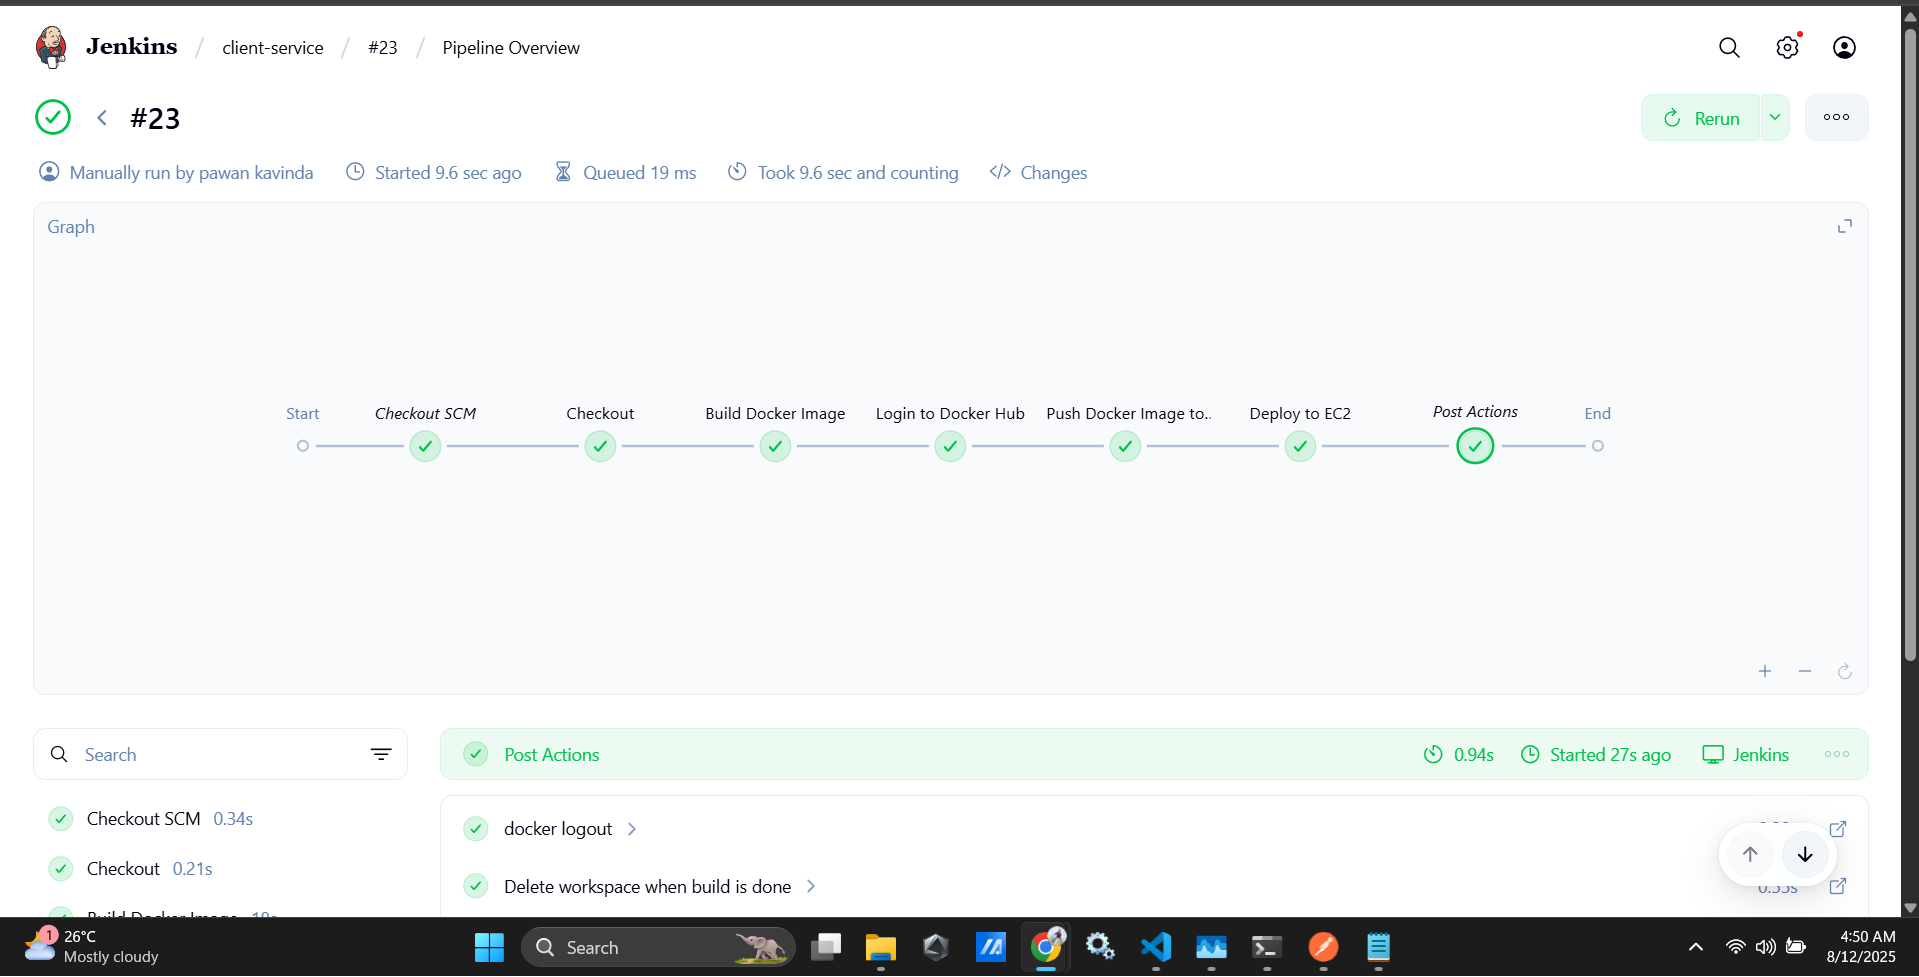 Jenkins / client-service / #23 / Pipeline Overview
#23
Rerun
Manually run by pawan kavinda Started 9.6 sec ago Queued 19 ms Took 9.6 sec and counting Changes
Graph
Start Checkout SCM Checkout Build Docker Image Login to Docker Hub Push Docker Image to.. Deploy to EC2 Post Actions End
Search
Post Actions 0.94s Started 27s ago Jenkins
Checkout SCM 0.34s
docker logout
Checkout 0.21s
Delete workspace when build is done
Build Docker Image
1 26°C
Mostly cloudy
Search
4:50 AM
8/12/2025